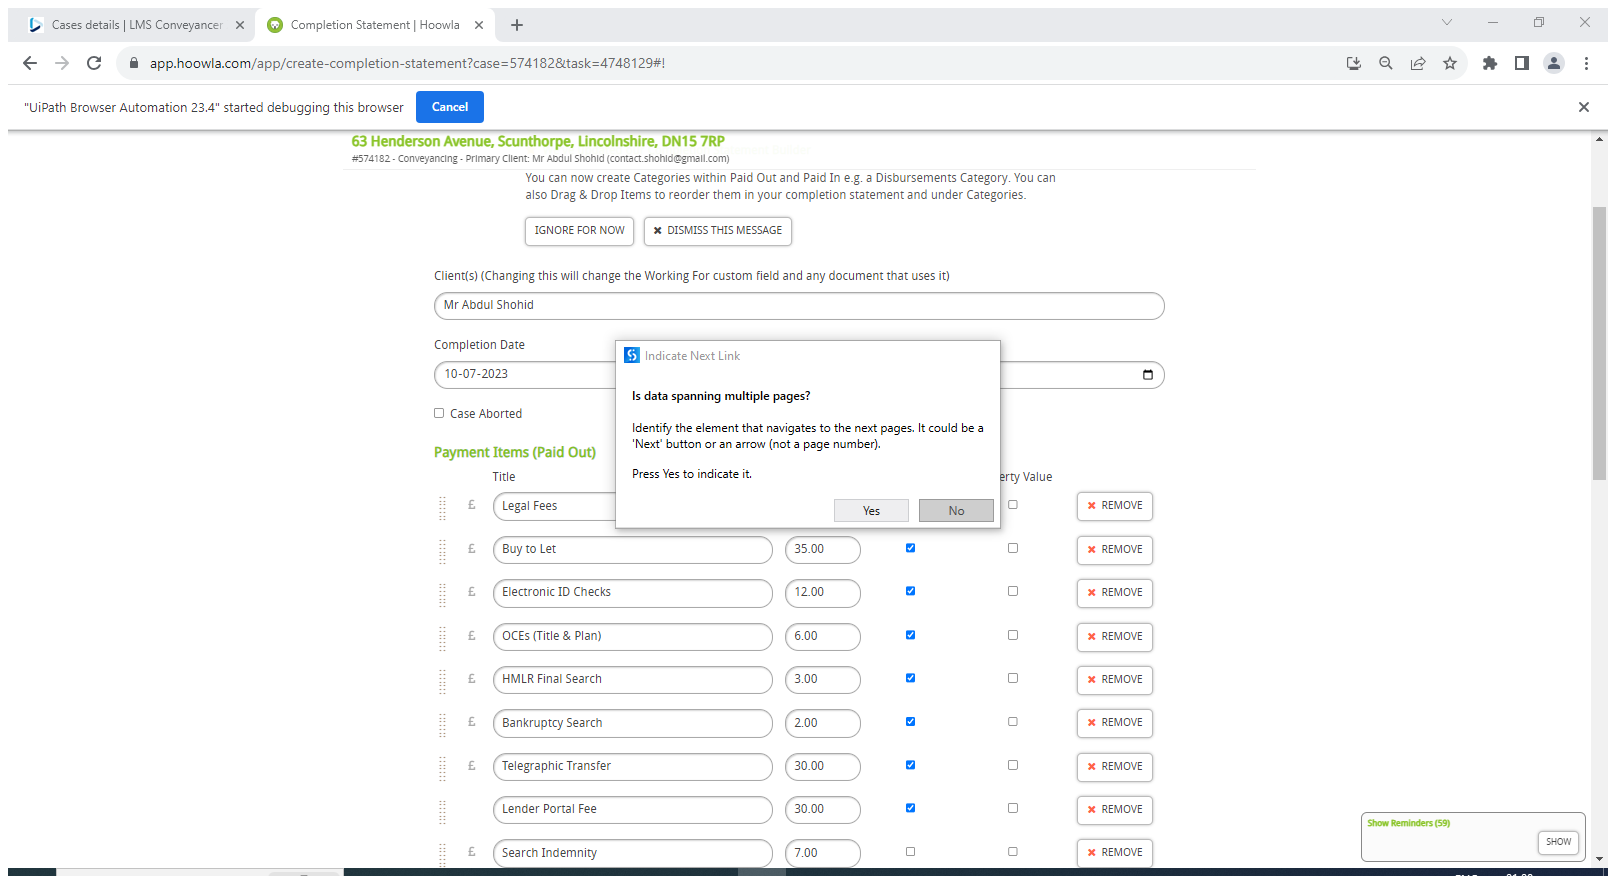 Cases details | LMS Conveyancer
Completion Statement | Hoowla
app.hoowla.com/app/create-completion-statement?case=574182&task=4748129#!
"UiPath Browser Automation 23.4" started debugging this browser
Cancel
63 Henderson Avenue, Scunthorpe, Lincolnshire, DN15 7RP
#574182 - Conveyancing - Primary Client: Mr Abdul Shohid (contact.shohid@gmail.com)
You can now create Categories within Paid Out and Paid In e.g. a Disbursements Category. You can
also Drag & Drop Items to reorder them in your completion statement and under Categories.
IGNORE FOR NOW
DISMISS THIS MESSAGE
Client(s) (Changing this will change the Working For custom field and any document that uses it)
Mr Abdul Shohid
Completion Date
10-07-2023
Case Aborted
Indicate Next Link
Is data spanning multiple pages?
Identify the element that navigates to the next pages. It could be a
'Next' button or an arrow (not a page number).
Press Yes to indicate it.
Yes
No
Payment Items (Paid Out)
Title
erty Value
£ Legal Fees REMOVE
£ Buy to Let 35.00 REMOVE
£ Electronic ID Checks 12.00 REMOVE
£ OCEs (Title & Plan) 6.00 REMOVE
£ HMLR Final Search 3.00 REMOVE
£ Bankruptcy Search 2.00 REMOVE
£ Telegraphic Transfer 30.00 REMOVE
Lender Portal Fee 30.00 REMOVE
£ Search Indemnity 7.00 REMOVE
Show Reminders (59)
SHOW